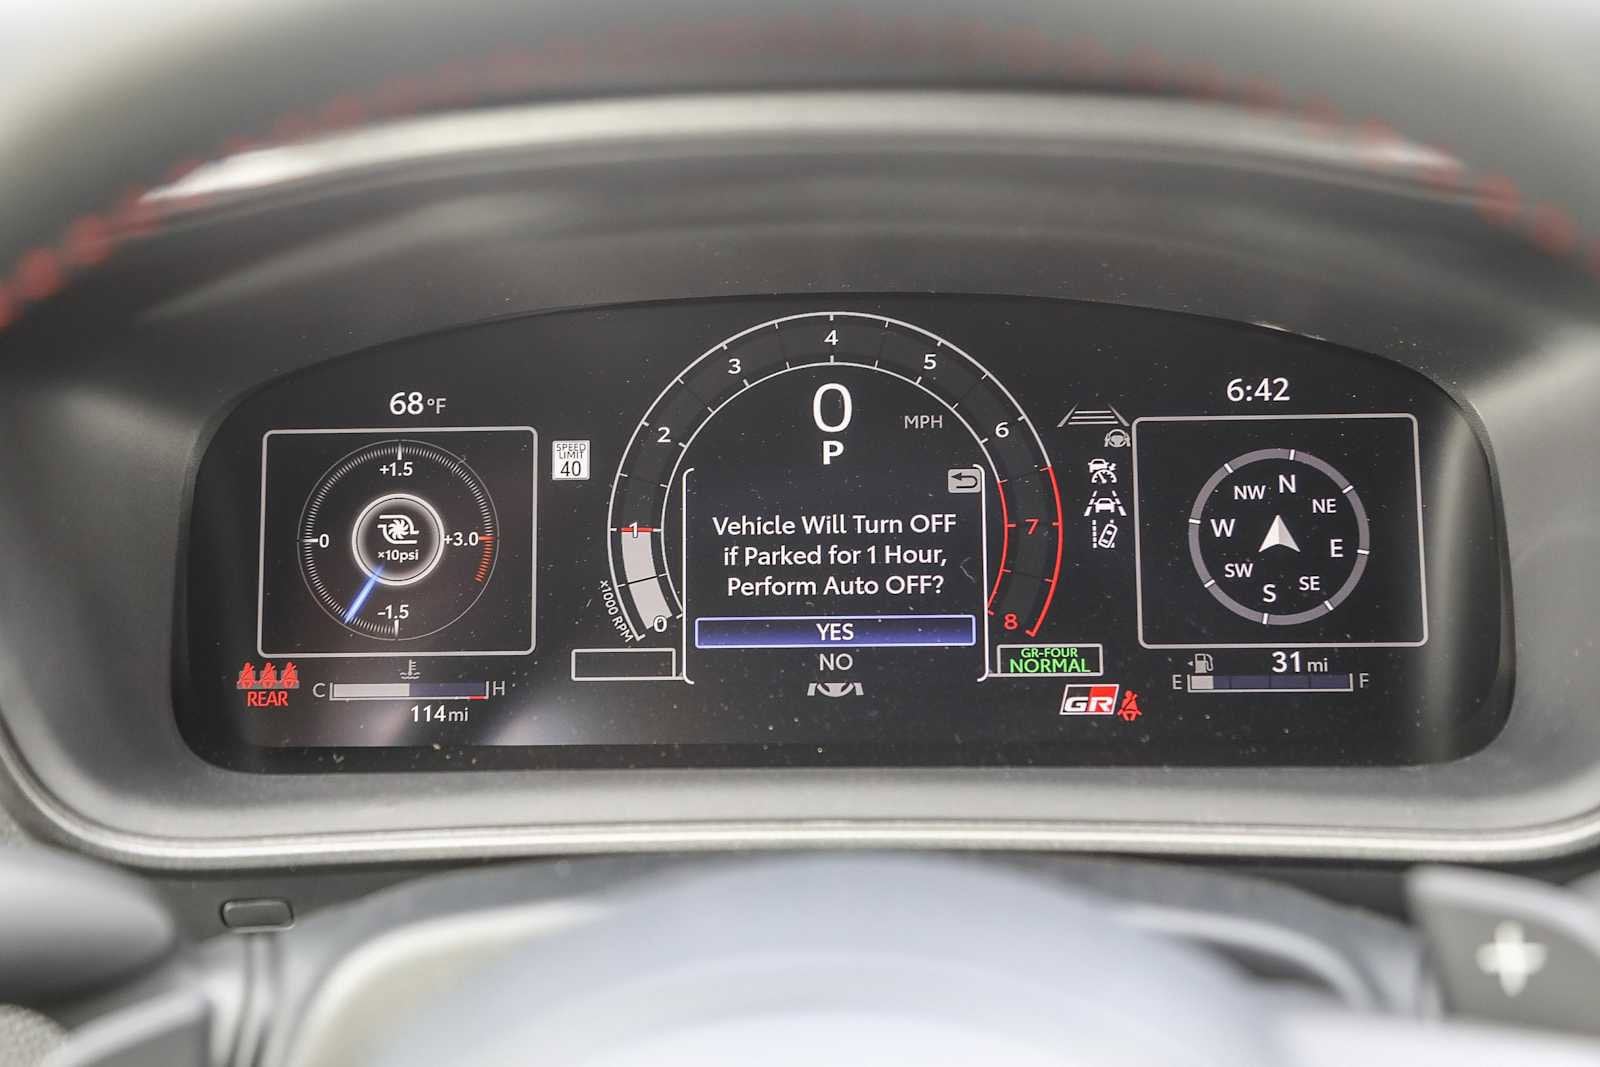 68°F
6:42
+1.5
0
+3.0
×10psi
-1.5
SPEED
LIMIT
40
0
1
2
3
4
5
6
7
8
×1000 RPM
0
MPH
P
Vehicle Will Turn OFF
if Parked for 1 Hour,
Perform Auto OFF?
YES
NO
N
NE
E
SE
S
SW
W
NW
REAR
C
H
114mi
GR-FOUR
NORMAL
GR
31mi
E
F